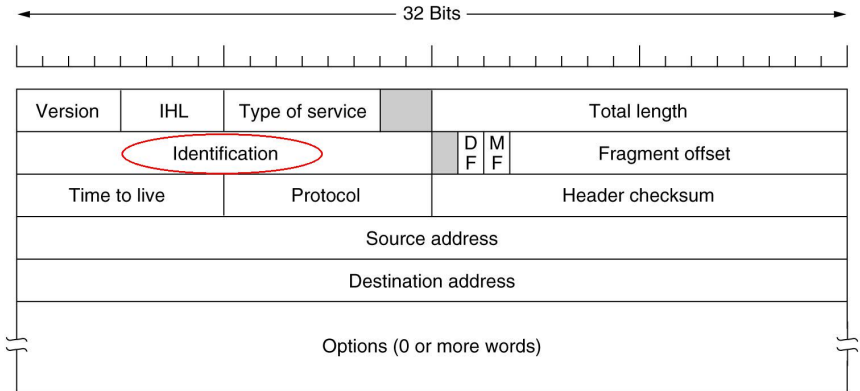 32 Bits
Version IHL Type of service Total length
Identification D F M F Fragment offset
Time to live Protocol Header checksum
Source address
Destination address
Options (0 or more words)